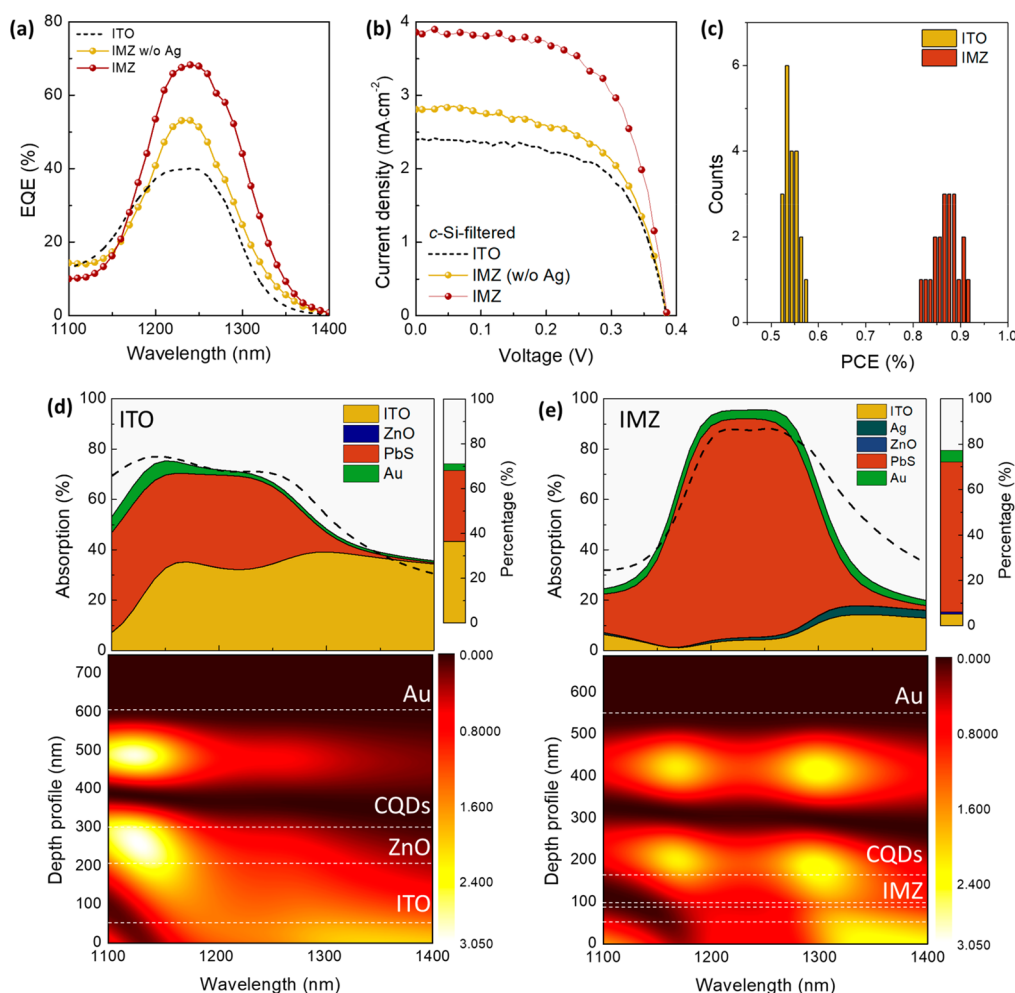 (a)
80
60
40
20
0
EQE (%)
ITO
IMZ w/o Ag
IMZ
1100
1200
1300
1400
Wavelength (nm)
(b)
4
3
2
1
0
Current density (mA·cm-2)
c-Si-filtered
ITO
IMZ (w/o Ag)
IMZ
0.0
0.1
0.2
0.3
0.4
Voltage (V)
(c)
6
4
2
0
Counts
ITO
IMZ
0.5
0.6
0.7
0.8
0.9
1.0
PCE (%)
(d) ITO
100
80
60
40
20
0
Absorption (%)
ITO
ZnO
PbS
Au
100
80
60
40
20
0
Percentage (%)
(e) IMZ
100
80
60
40
20
0
Absorption (%)
ITO
Ag
ZnO
PbS
Au
100
80
60
40
20
0
Percentage (%)
700
600
500
400
300
200
100
0
Depth profile (nm)
Au
CQDs
ZnO
ITO
1100
1200
1300
1400
Wavelength (nm)
0.000
0.8000
1.600
2.400
3.050
600
500
400
300
200
100
0
Depth profile (nm)
Au
CQDs
IMZ
1100
1200
1300
1400
Wavelength (nm)
0.000
0.8000
1.600
2.400
3.050